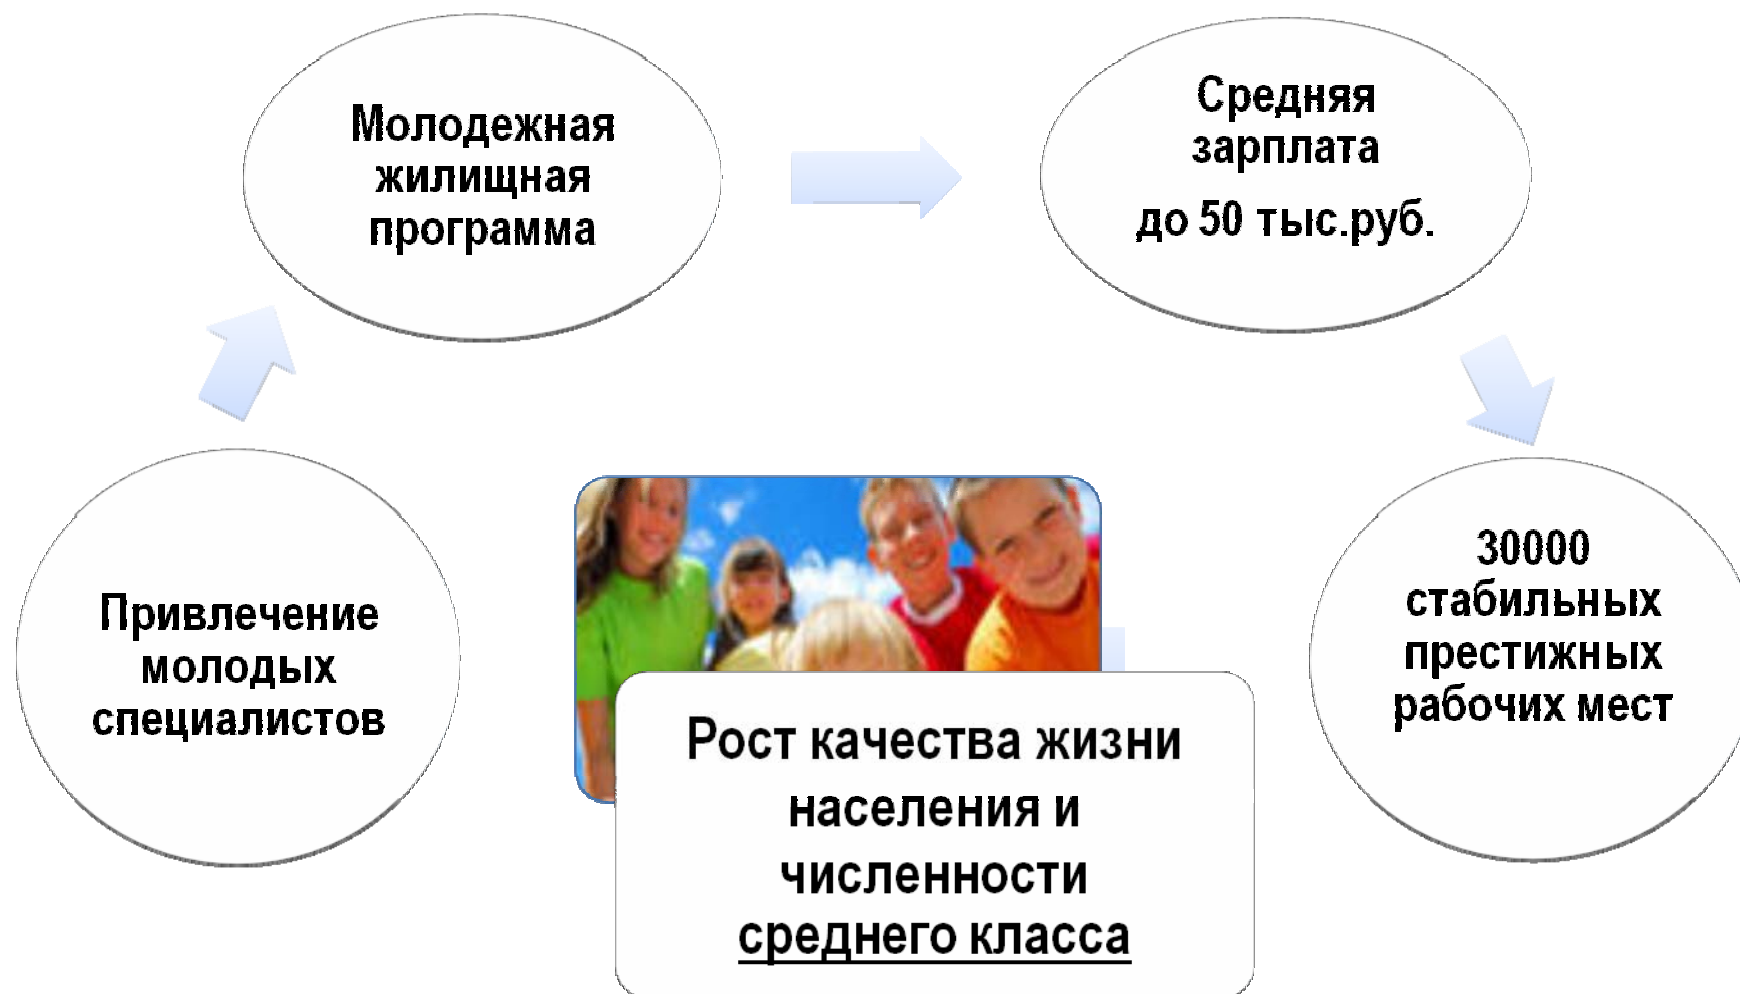 Молодежная
жилищная
программа
Средняя
зарплата
до 50 тыс.руб.
Привлечение
молодых
специалистов
30000
стабильных
престижных
рабочих мест
Рост качества жизни
населения и
численности
среднего класса